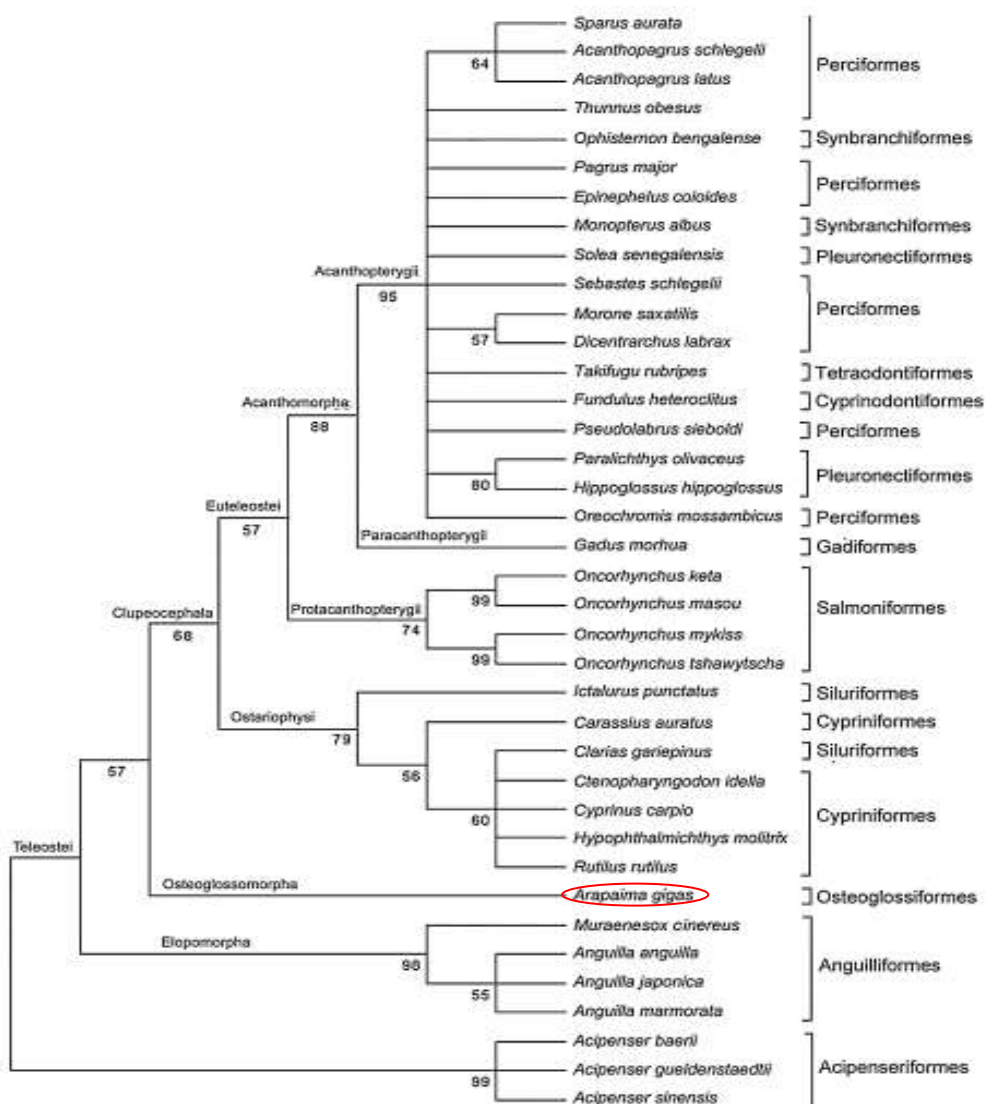 Sparus aurata
Acanthopagrus schlegelii
64
Perciformes
Acanthopagrus latus
Thunnus obesus
Ophisternon bengalense
Synbranchiformes
Pagrus major
Perciformes
Epinephelus coioides
Monopterus albus
Synbranchiformes
Solea senegalensis
Pleuronectiformes
Acanthopterygii
95
Sebastes schlegelii
Perciformes
Morone saxatilis
57
Dicentrarchus labrax
Takifugu rubripes
Tetraodontiformes
Acanthomorpha
88
Fundulus heteroclitus
Cyprinodontiformes
Pseudolabrus sieboldi
Perciformes
Paralichthys olivaceus
80
Pleuronectiformes
Hippoglossus hippoglossus
Euteleostei
57
Oreochromis mossambicus
Perciformes
Paracanthopterygii
Gadus morhua
Gadiformes
Oncorhynchus keta
99
Oncorhynchus masou
Salmoniformes
Protacanthopterygii
74
Oncorhynchus mykiss
99
Oncorhynchus tshawytscha
Clupeocephala
68
Ictalurus punctatus
Siluriformes
Ostariophysi
79
Carassius auratus
Cypriniformes
Clarias gariepinus
Siluriformes
56
Ctenopharyngodon idella
Cyprinus carpio
60
Cypriniformes
Hypophthalmichthys molitrix
Rutilus rutilus
57
Teleostei
Osteoglossomorpha
Arapaima gigas
Osteoglossiformes
Muraenesox cinereus
Elopomorpha
98
Anguilla anguilla
Anguilliformes
Anguilla japonica
55
Anguilla marmorata
Acipenser baerii
Acipenser gueldenstaedtii
Acipenseriformes
99
Acipenser sinensis